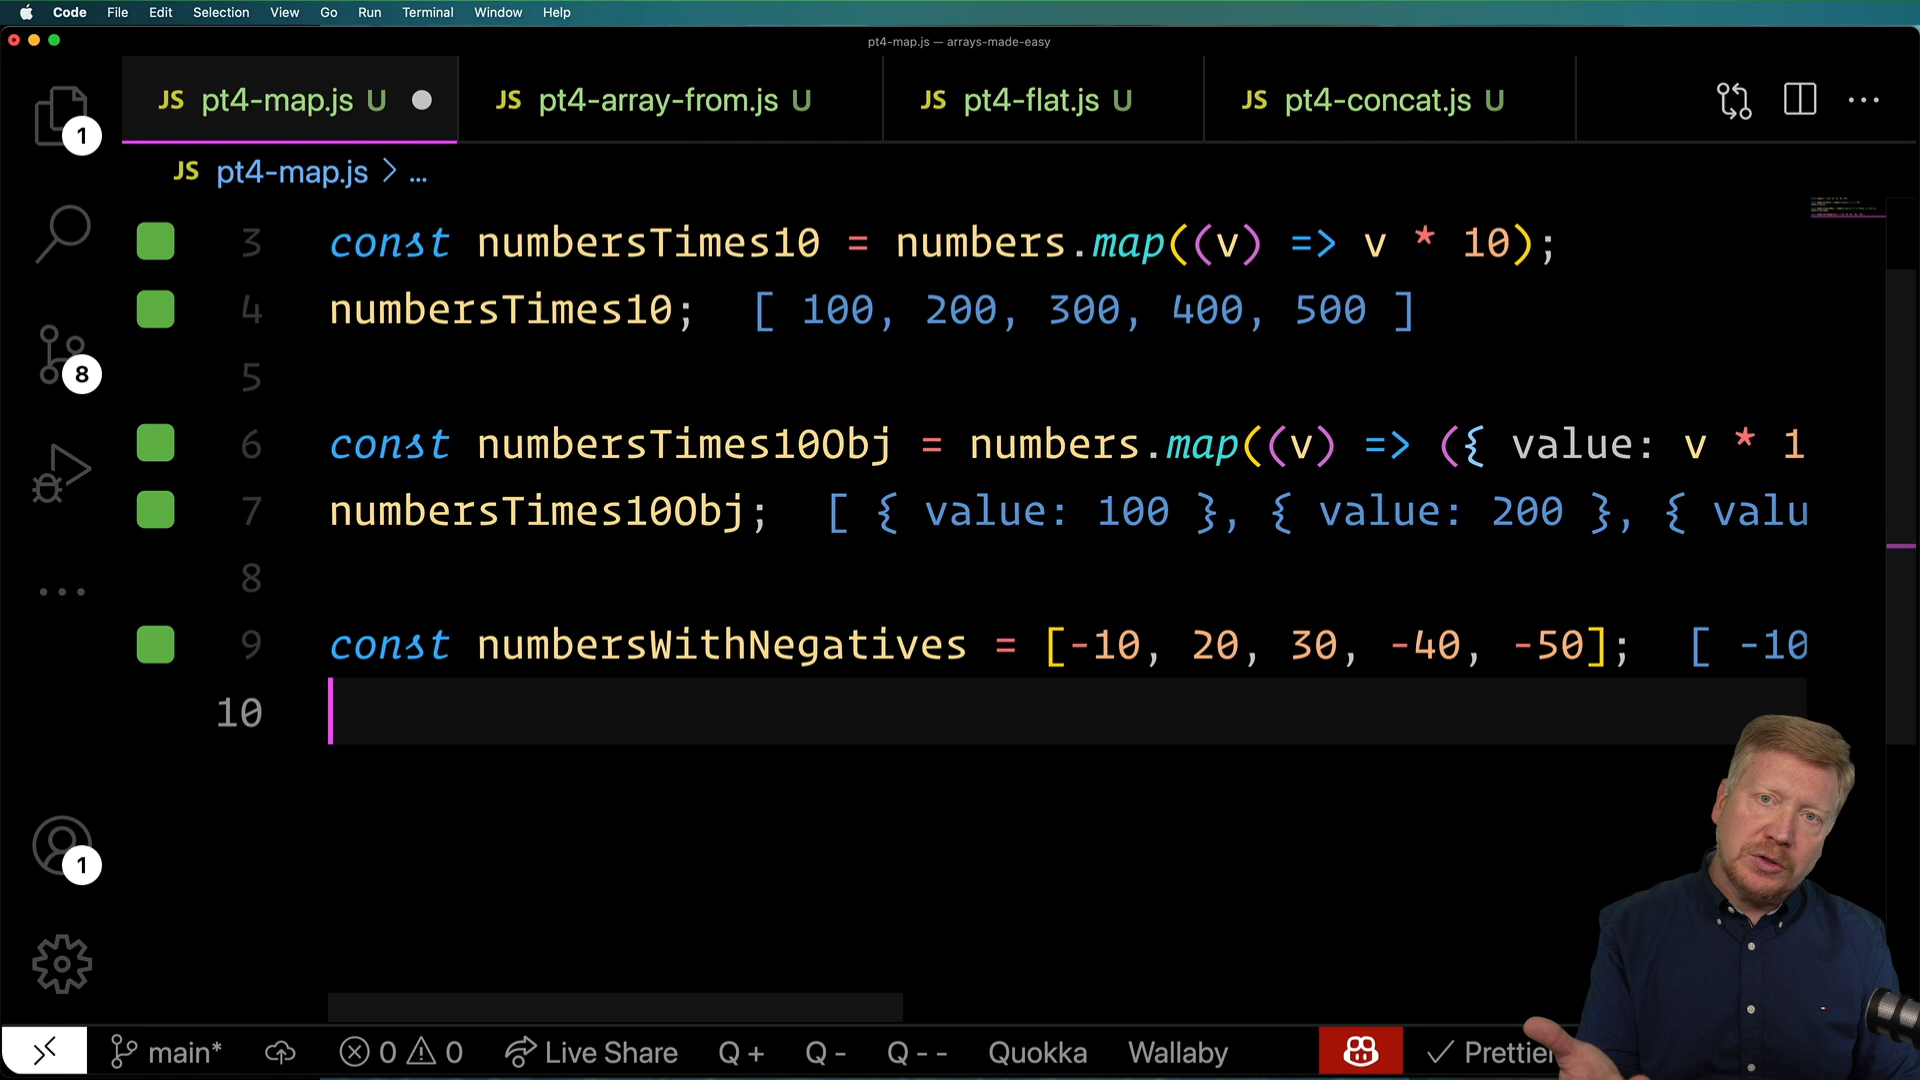 Code File Edit Selection View Go Run Terminal Window Help
pt4-map.js — arrays-made-easy
JS pt4-map.js U
JS pt4-array-from.js U
JS pt4-flat.js U
JS pt4-concat.js U
1
JS pt4-map.js > ...
3 const numbersTimes10 = numbers.map((v) => v * 10);
4 numbersTimes10; [ 100, 200, 300, 400, 500 ]
5
6 const numbersTimes10Obj = numbers.map((v) => ({ value: v * 1
7 numbersTimes10Obj; [ { value: 100 }, { value: 200 }, { valu
8
8
9 const numbersWithNegatives = [-10, 20, 30, -40, -50]; [ -10
10
1
main* 0 0 Live Share Q + Q - Q - - Quokka Wallaby Prettier